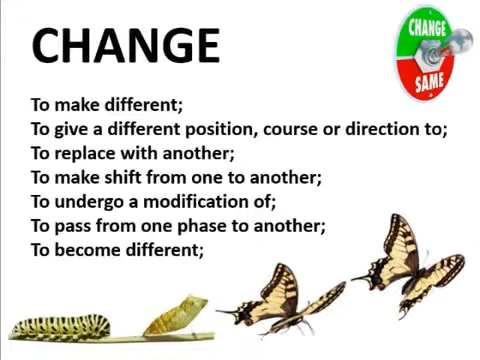 CHANGE
CHANGE
SAME
To make different;
To give a different position, course or direction to;
To replace with another;
To make shift from one to another;
To undergo a modification of;
To pass from one phase to another;
To become different;